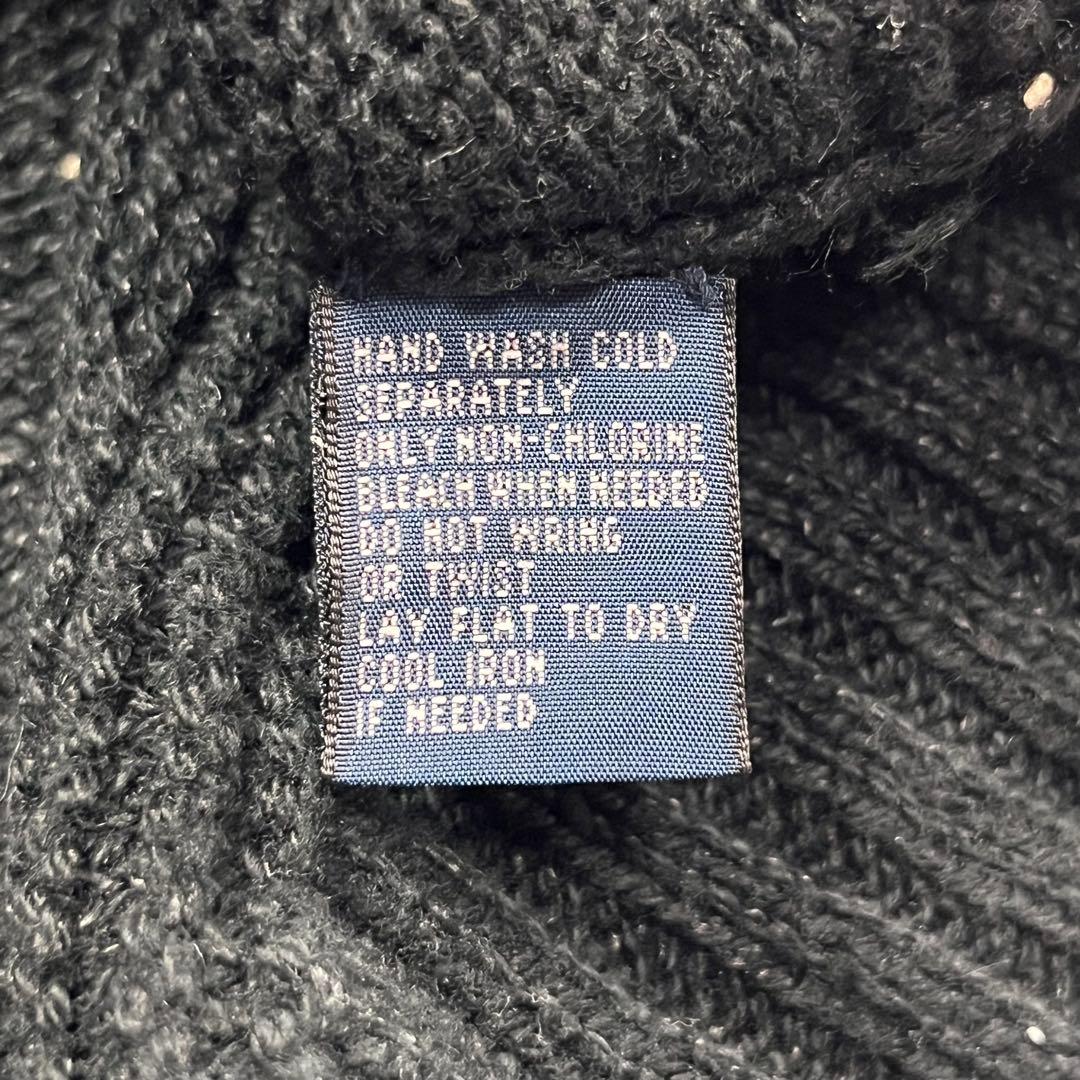 HAND WASH COLD
SEPARATELY
ONLY NON-CHLORINE
BLEACH WHEN NEEDED
DO NOT WRING
OR TWIST
LAY FLAT TO DRY
COOL IRON
IF NEEDED